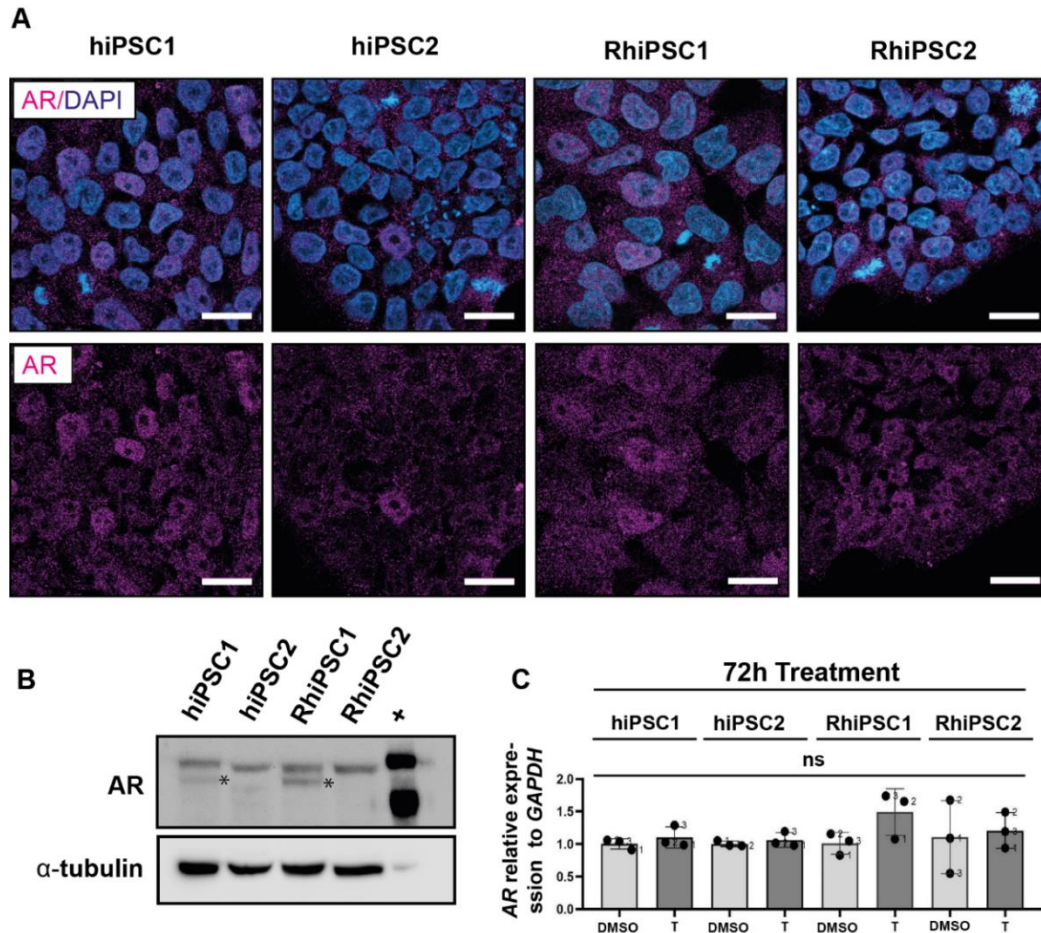 A
hiPSC1 hiPSC2 RhiPSC1 RhiPSC2
AR/DAPI
AR
B
hiPSC1 hiPSC2 RhiPSC1 RhiPSC2 +
AR
* *
α-tubulin
C
72h Treatment
hiPSC1 hiPSC2 RhiPSC1 RhiPSC2
ns
AR relative expre-
ssion to GAPDH
2.0
1.5
1.0
0.5
0.0
DMSO T DMSO T DMSO T DMSO T